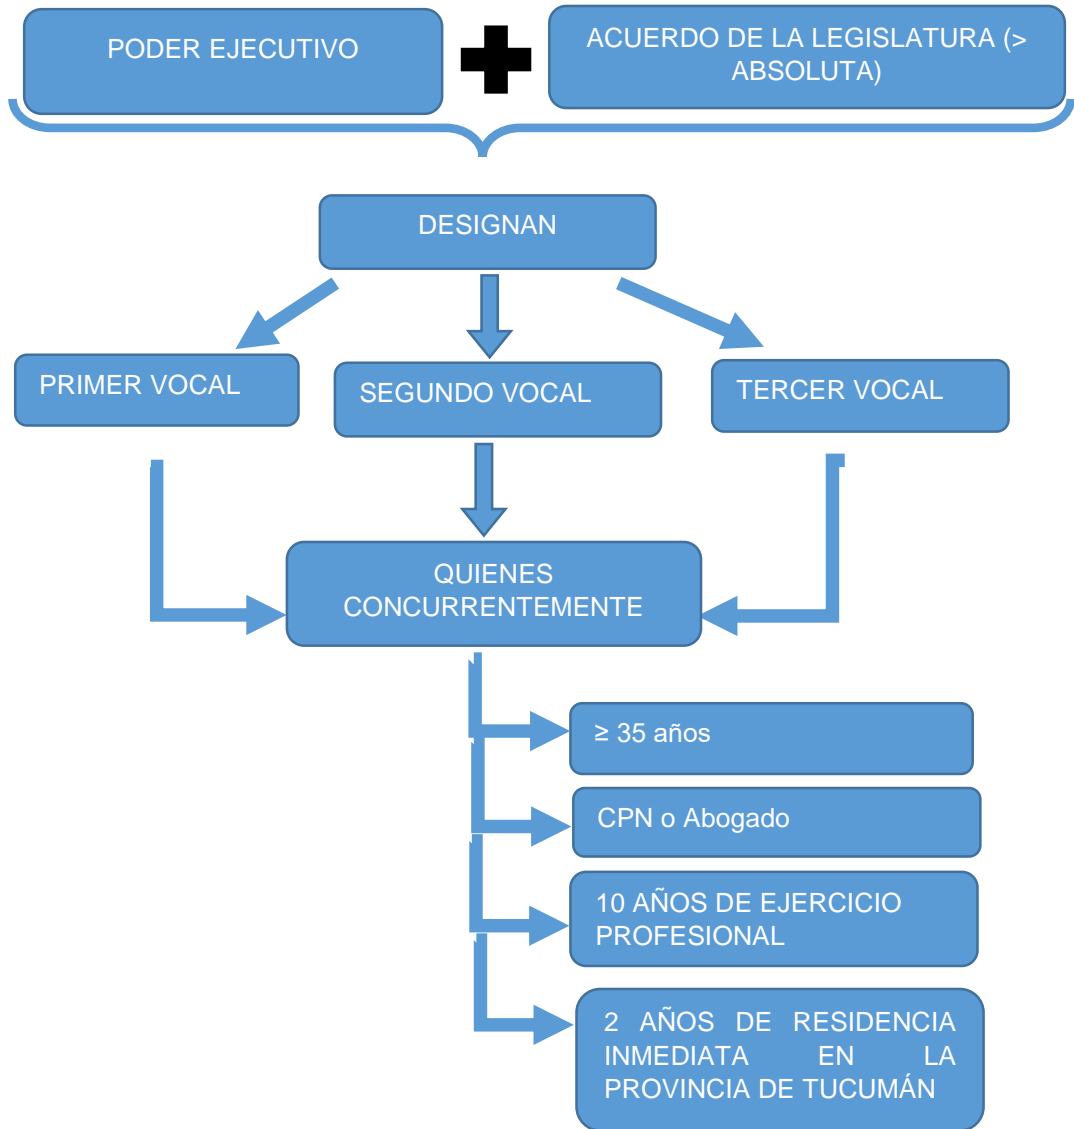 PODER EJECUTIVO
ACUERDO DE LA LEGISLATURA (>
ABSOLUTA)
DESIGNAN
PRIMER VOCAL
SEGUNDO VOCAL
TERCER VOCAL
QUIENES
CONCURRENTEMENTE
≥ 35 años
CPN o Abogado
10 AÑOS DE EJERCICIO
PROFESIONAL
2 AÑOS DE RESIDENCIA
INMEDIATA EN LA
PROVINCIA DE TUCUMÁN